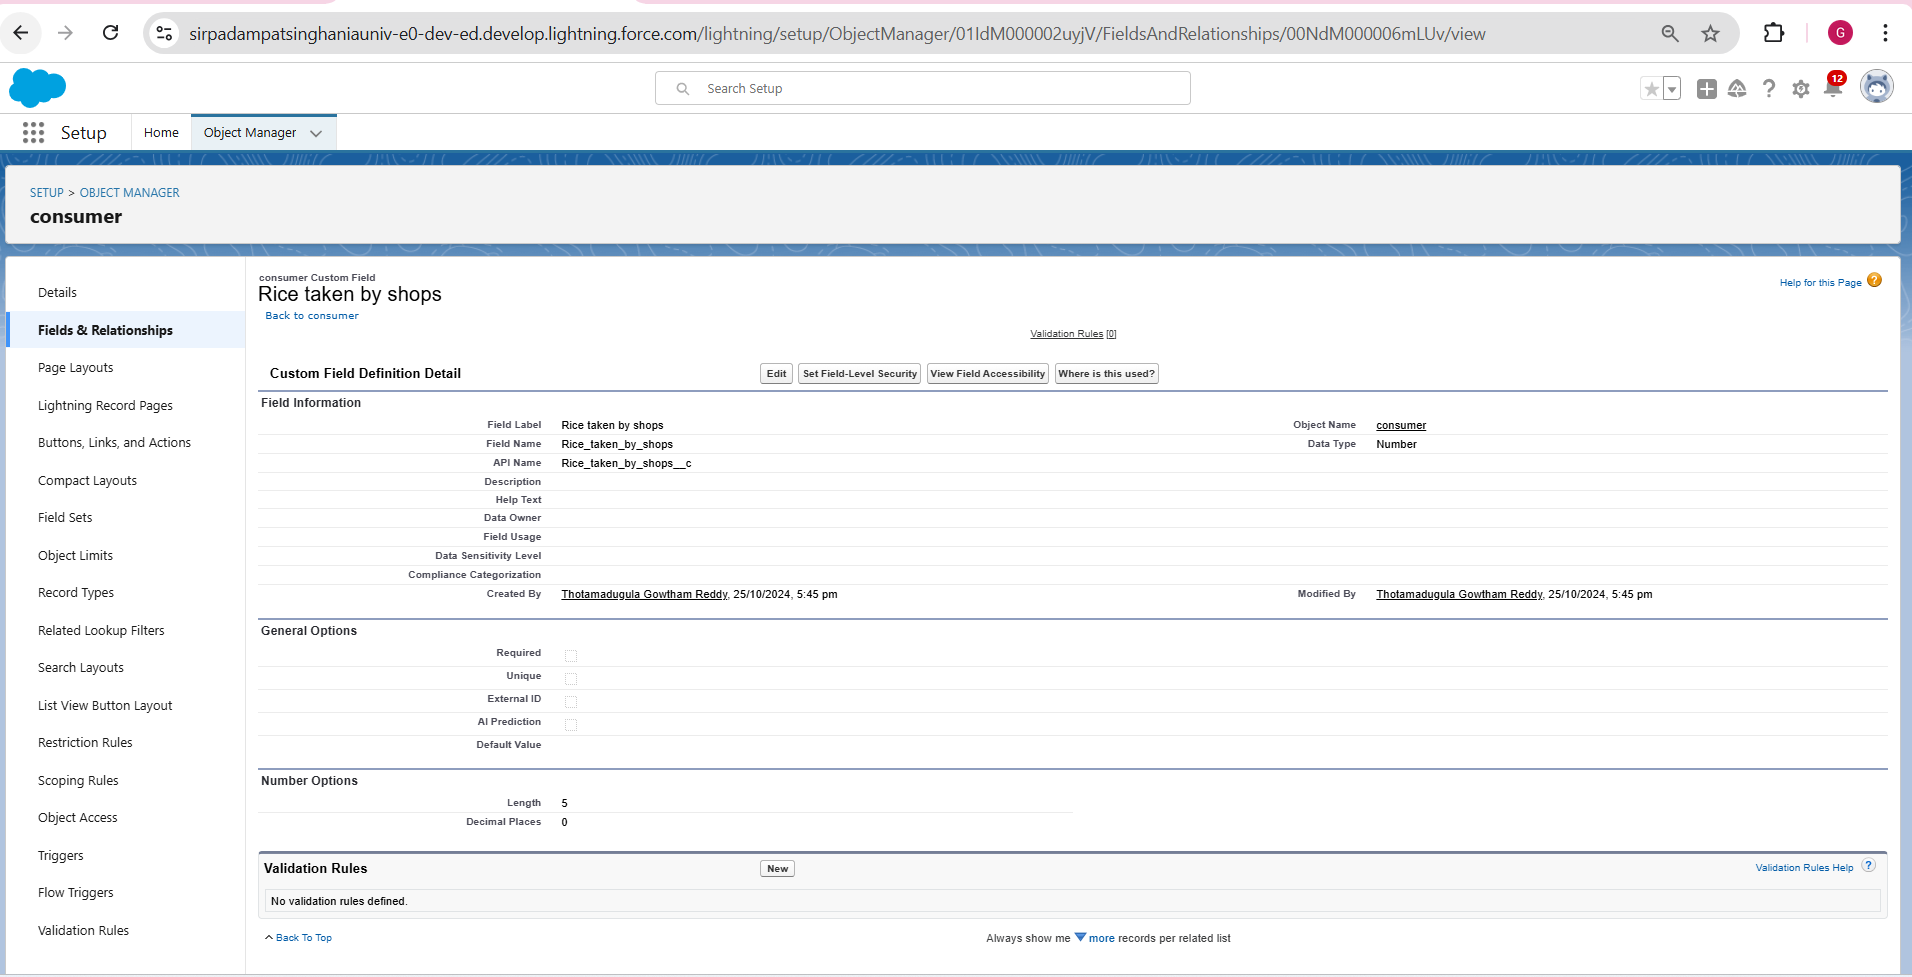 sirpadampatsinghaniauniv-e0-dev-ed.develop.lightning.force.com/lightning/setup/ObjectManager/01IdM000002uyjV/FieldsAndRelationships/00NdM000006mLUv/view
G
Search Setup
12
Setup
Home
Object Manager
SETUP > OBJECT MANAGER
consumer
Details
Fields & Relationships
Page Layouts
Lightning Record Pages
Buttons, Links, and Actions
Compact Layouts
Field Sets
Object Limits
Record Types
Related Lookup Filters
Search Layouts
List View Button Layout
Restriction Rules
Scoping Rules
Object Access
Triggers
Flow Triggers
Validation Rules
consumer Custom Field
Rice taken by shops
Back to consumer
Help for this Page ?
Validation Rules [0]
Custom Field Definition Detail
Edit Set Field-Level Security View Field Accessibility Where is this used?
Field Information
Field Label Rice taken by shops Object Name consumer
Field Name Rice_taken_by_shops Data Type Number
API Name Rice_taken_by_shops__c
Description
Help Text
Data Owner
Field Usage
Data Sensitivity Level
Compliance Categorization
Created By Thotamadugula Gowtham Reddy, 25/10/2024, 5:45 pm Modified By Thotamadugula Gowtham Reddy, 25/10/2024, 5:45 pm
General Options
Required
Unique
External ID
AI Prediction
Default Value
Number Options
Length 5
Decimal Places 0
Validation Rules New Validation Rules Help ?
No validation rules defined.
Back To Top Always show me more records per related list